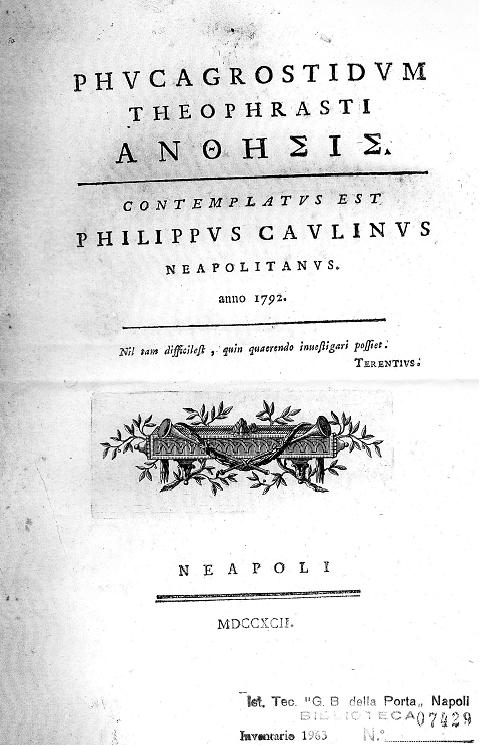 PHVCAGROSTIDVM
THEOPHRASTI
ΑΝΘΗΣΙΣ.
CONTEMPLATVS EST
PHILIPPVS CAVLINVS
NEAPOLITANVS.
anno 1792.
Nil tam difficileſt, quin quaerendo inueſtigari poſſiet.
TERENTIVS.
NEAPOLI
MDCCXCII.
Ist. Tec. "G. B della Porta„ Napoli
BIBLIOTECA 07429
Inventario 1963 N.º